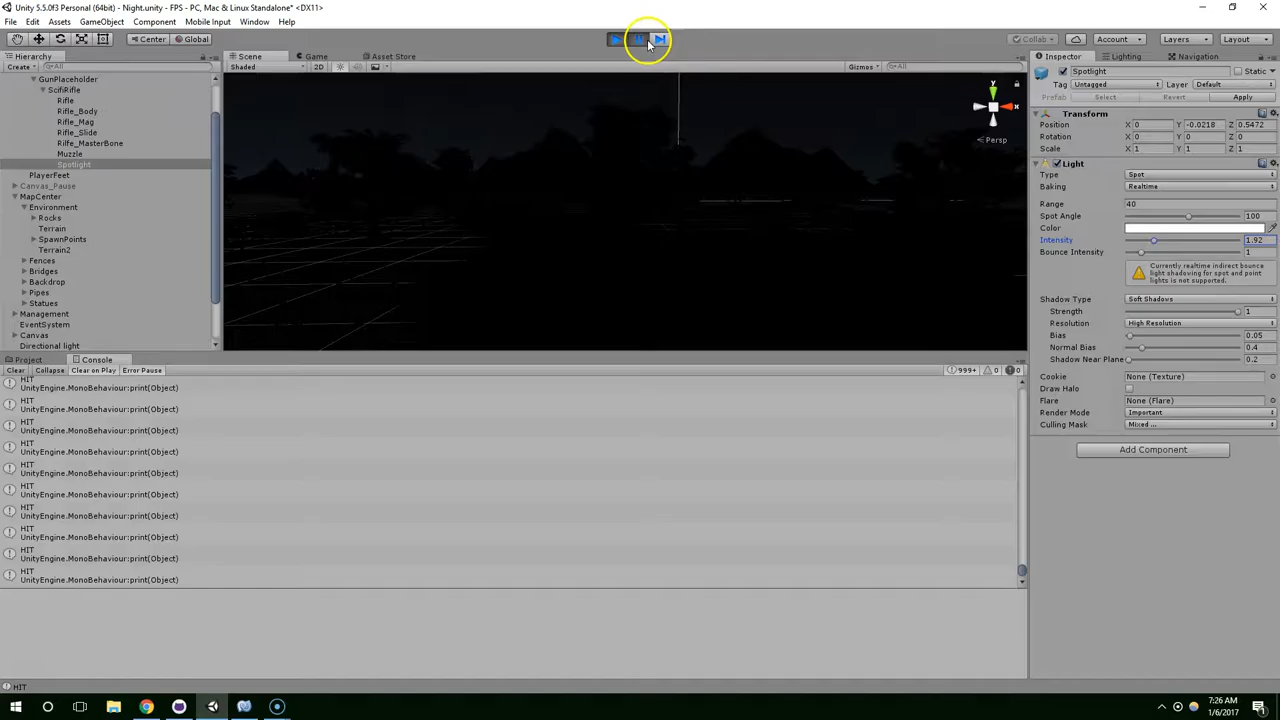 Unity 5.5.0f3 Personal (64bit) - Night.unity - FPS - PC, Mac & Linux Standalone* <DX11>
File Edit Assets GameObject Component Mobile Input Window Help
Center Global Collab Account Layers Layout
Hierarchy Scene Game Asset Store Inspector Lighting Navigation
Create All Shaded 2D Gizmos All Spotlight Static
GunPlaceholder
ScifiRifle
Rifle
Rifle_Body
Rifle_Mag
Rifle_Slide
Rilfe_MasterBone
Muzzle
Spotlight
PlayerFeet
Canvas_Pause
MapCenter
Environment
Rocks
Terrain
SpawnPoints
Terrain2
Fences
Bridges
Backdrop
Pipes
Statues
Management
EventSystem
Canvas
Directional light
y
x
Persp
Tag Untagged Layer Default
Prefab Select Revert Apply
Transform
Position X 0 Y -0.0218 Z 0.5472
Rotation X 0 Y 0 Z 0
Scale X 1 Y 1 Z 1
Light
Type Spot
Baking Realtime
Range 40
Spot Angle 100
Color
Intensity 1.92
Bounce Intensity 1
Currently realtime indirect bounce
light shadowing for spot and point
lights is not supported.
Shadow Type Soft Shadows
Strength 1
Resolution High Resolution
Bias 0.05
Normal Bias 0.4
Shadow Near Plane 0.2
Cookie None (Texture)
Draw Halo
Flare None (Flare)
Render Mode Important
Culling Mask Mixed ...
Add Component
Project Console
Clear Collapse Clear on Play Error Pause 999+ 0 0
HIT
UnityEngine.MonoBehaviour:print(Object)
HIT
UnityEngine.MonoBehaviour:print(Object)
HIT
UnityEngine.MonoBehaviour:print(Object)
HIT
UnityEngine.MonoBehaviour:print(Object)
HIT
UnityEngine.MonoBehaviour:print(Object)
HIT
UnityEngine.MonoBehaviour:print(Object)
HIT
UnityEngine.MonoBehaviour:print(Object)
HIT
UnityEngine.MonoBehaviour:print(Object)
HIT
UnityEngine.MonoBehaviour:print(Object)
HIT
UnityEngine.MonoBehaviour:print(Object)
HIT
7:26 AM
1/6/2017
1